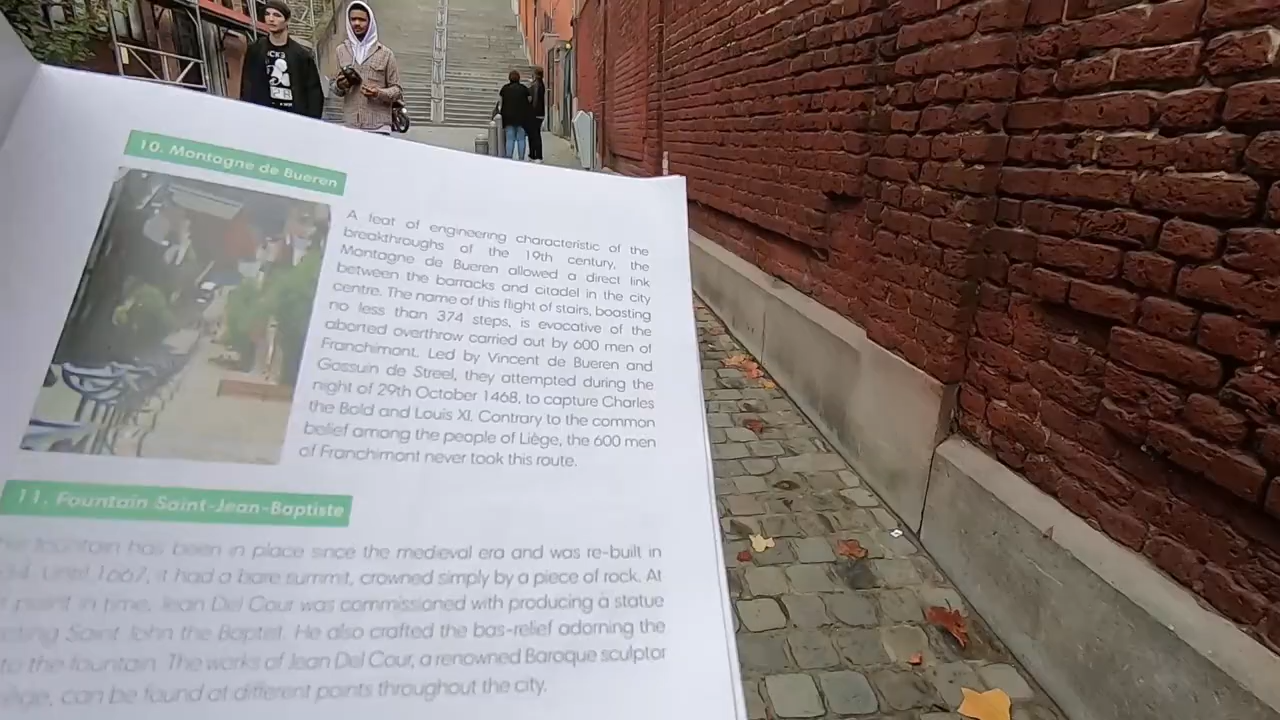 10. Montagne de Bueren
A feat of engineering characteristic of the
breakthroughs of the 19th century, the
Montagne de Bueren allowed a direct link
between the barracks and citadel in the city
centre. The name of this flight of stairs, boasting
no less than 374 steps, is evocative of the
aborted overthrow carried out by 600 men of
Franchimont. Led by Vincent de Bueren and
Gossuin de Streel, they attempted during the
night of 29th October 1468, to capture Charles
the Bold and Louis XI. Contrary to the common
belief among the people of Liège, the 600 men
of Franchimont never took this route.
11. Fountain Saint-Jean-Baptiste
fountain has been in place since the medieval era and was re-built in
Until 1667, it had a bare summit, crowned simply by a piece of rock. At
point in time, Jean Del Cour was commissioned with producing a statue
Saint John the Baptist. He also crafted the bas-relief adorning the
to the fountain. The works of Jean Del Cour, a renowned Baroque sculptor
can be found at different points throughout the city.